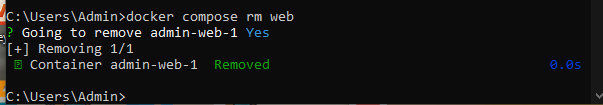 C:\Users\Admin>docker compose rm web
? Going to remove admin-web-1 Yes
[+] Removing 1/1
Container admin-web-1 Removed 0.0s
C:\Users\Admin>